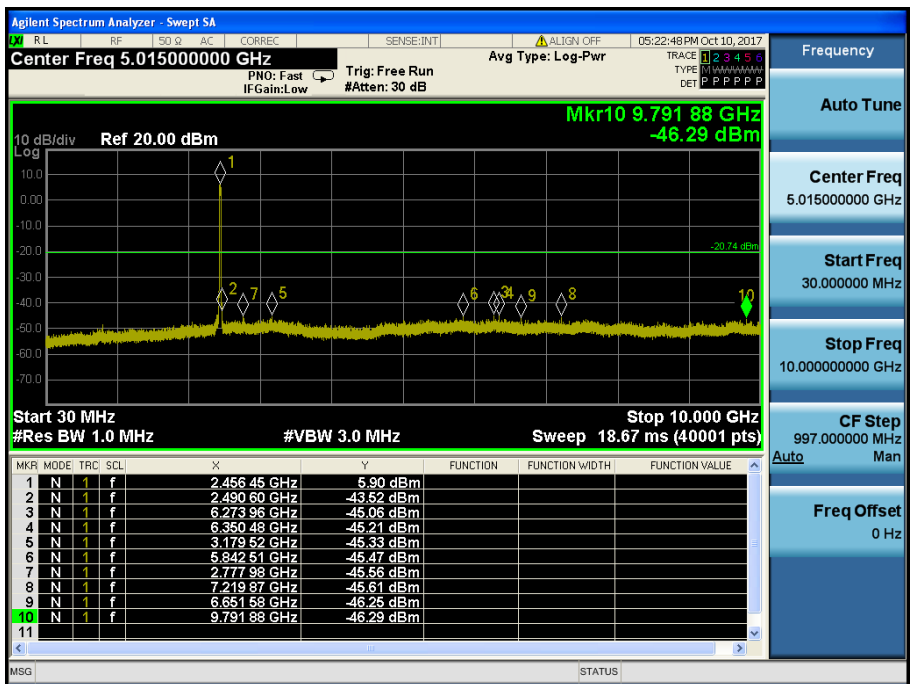 Agilent Spectrum Analyzer - Swept SA
LXI RL RF 50 Ω AC CORREC SENSE:INT ALIGN OFF 05:22:48 PM Oct 10, 2017
Center Freq 5.015000000 GHz
PNO: Fast
IFGain:Low
Trig: Free Run
#Atten: 30 dB
Avg Type: Log-Pwr
TRACE 1 2 3 4 5 6
TYPE M WWWWW
DET P P P P P P
Mkr10 9.791 88 GHz
-46.29 dBm
10 dB/div Ref 20.00 dBm
Log
10.0
0.00
-10.0
-20.0
-30.0
-40.0
-50.0
-60.0
-70.0
-20.74 dBm
1
2 7 5 6 3 4 9 8 10
Start 30 MHz Stop 10.000 GHz
#Res BW 1.0 MHz #VBW 3.0 MHz Sweep 18.67 ms (40001 pts)
MKR MODE TRC SCL X Y FUNCTION FUNCTION WIDTH FUNCTION VALUE
1 N 1 f 2.456 45 GHz 5.90 dBm
2 N 1 f 2.490 60 GHz -43.52 dBm
3 N 1 f 6.273 96 GHz -45.06 dBm
4 N 1 f 6.350 48 GHz -45.21 dBm
5 N 1 f 3.179 52 GHz -45.33 dBm
6 N 1 f 5.842 51 GHz -45.47 dBm
7 N 1 f 2.777 98 GHz -45.56 dBm
8 N 1 f 7.219 87 GHz -45.61 dBm
9 N 1 f 6.651 58 GHz -46.25 dBm
10 N 1 f 9.791 88 GHz -46.29 dBm
11
MSG STATUS
Frequency
Auto Tune
Center Freq
5.015000000 GHz
Start Freq
30.000000 MHz
Stop Freq
10.000000000 GHz
CF Step
997.000000 MHz
Auto Man
Freq Offset
0 Hz